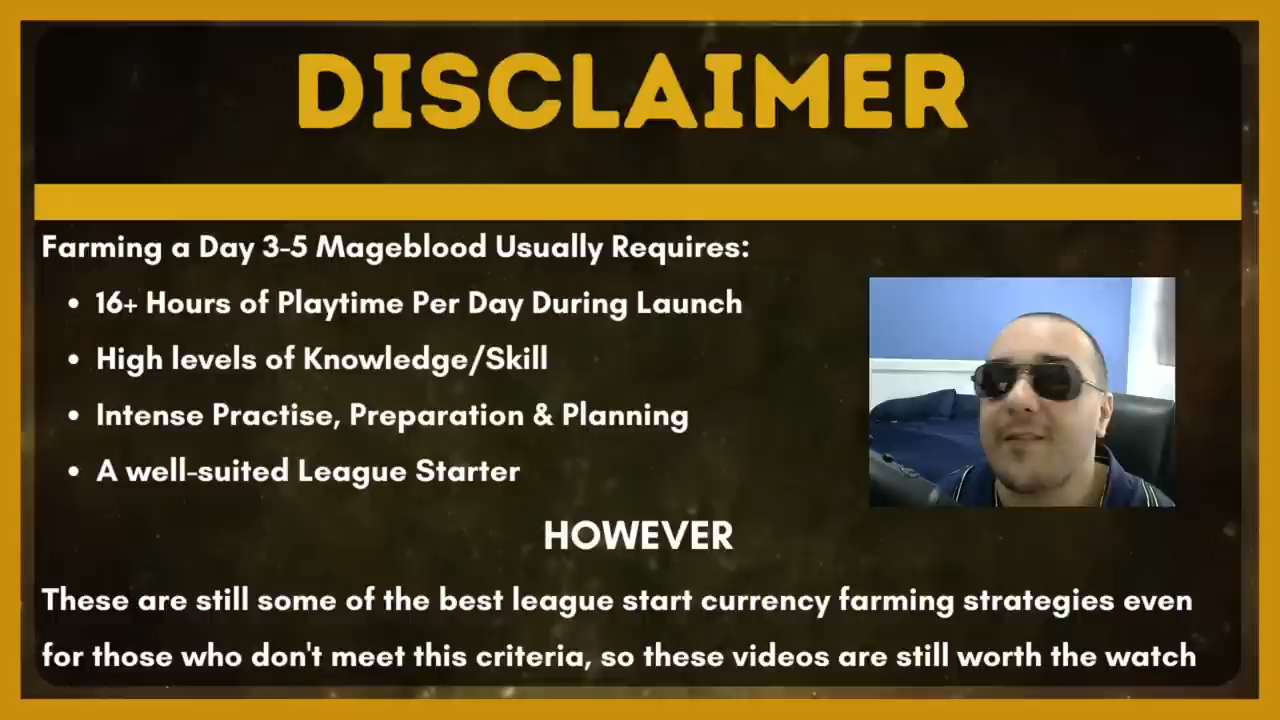 DISCLAIMER
Farming a Day 3-5 Mageblood Usually Requires:
• 16+ Hours of Playtime Per Day During Launch
• High levels of Knowledge/Skill
• Intense Practise, Preparation & Planning
• A well-suited League Starter
HOWEVER
These are still some of the best league start currency farming strategies even
for those who don't meet this criteria, so these videos are still worth the watch